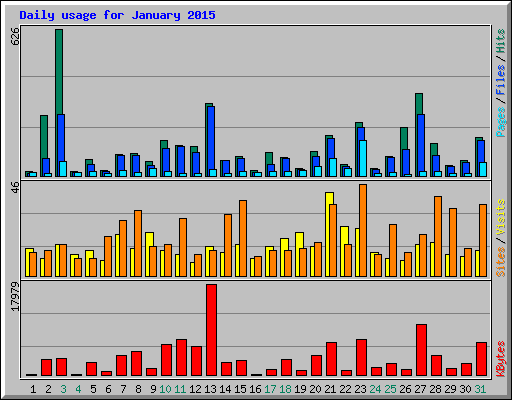 Daily usage for January 2015
626
Pages / Files / Hits
46
Sites / Visits
17979
KBytes
1 2 3 4 5 6 7 8 9 10 11 12 13 14 15 16 17 18 19 20 21 22 23 24 25 26 27 28 29 30 31